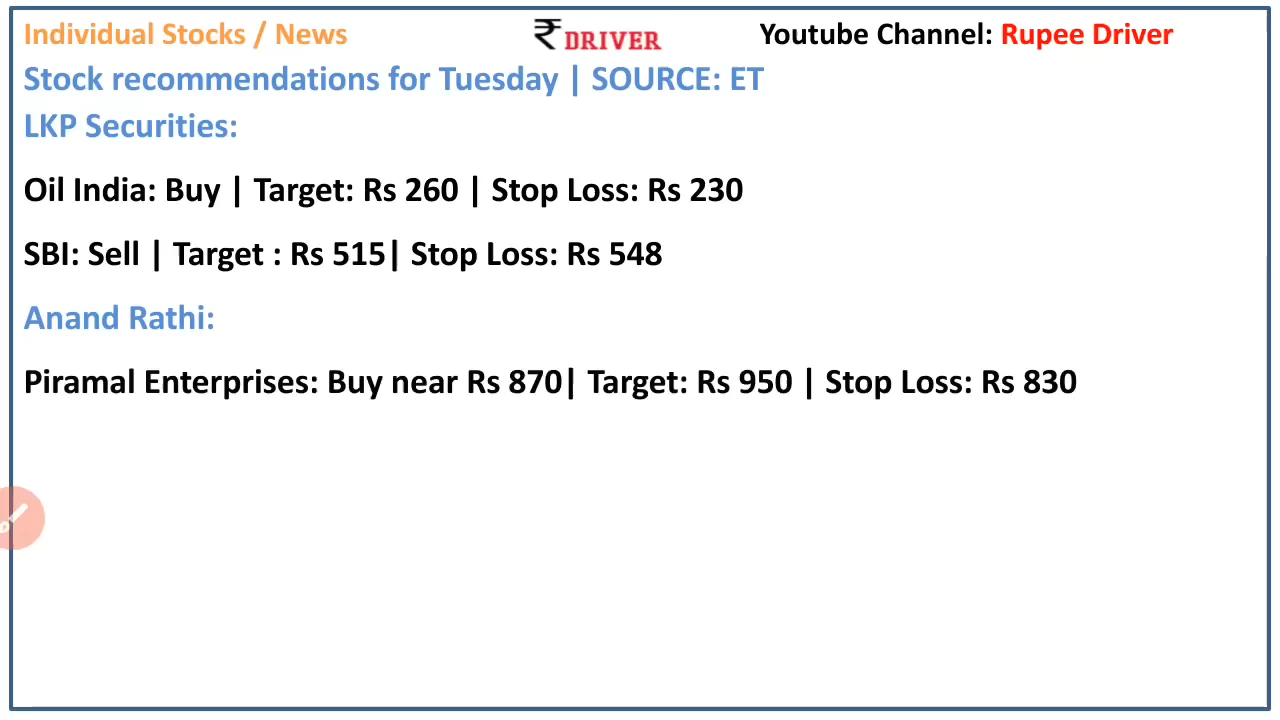 Individual Stocks / News
₹ DRIVER
Youtube Channel: Rupee Driver
Stock recommendations for Tuesday | SOURCE: ET
LKP Securities:
Oil India: Buy | Target: Rs 260 | Stop Loss: Rs 230
SBI: Sell | Target : Rs 515| Stop Loss: Rs 548
Anand Rathi:
Piramal Enterprises: Buy near Rs 870| Target: Rs 950 | Stop Loss: Rs 830